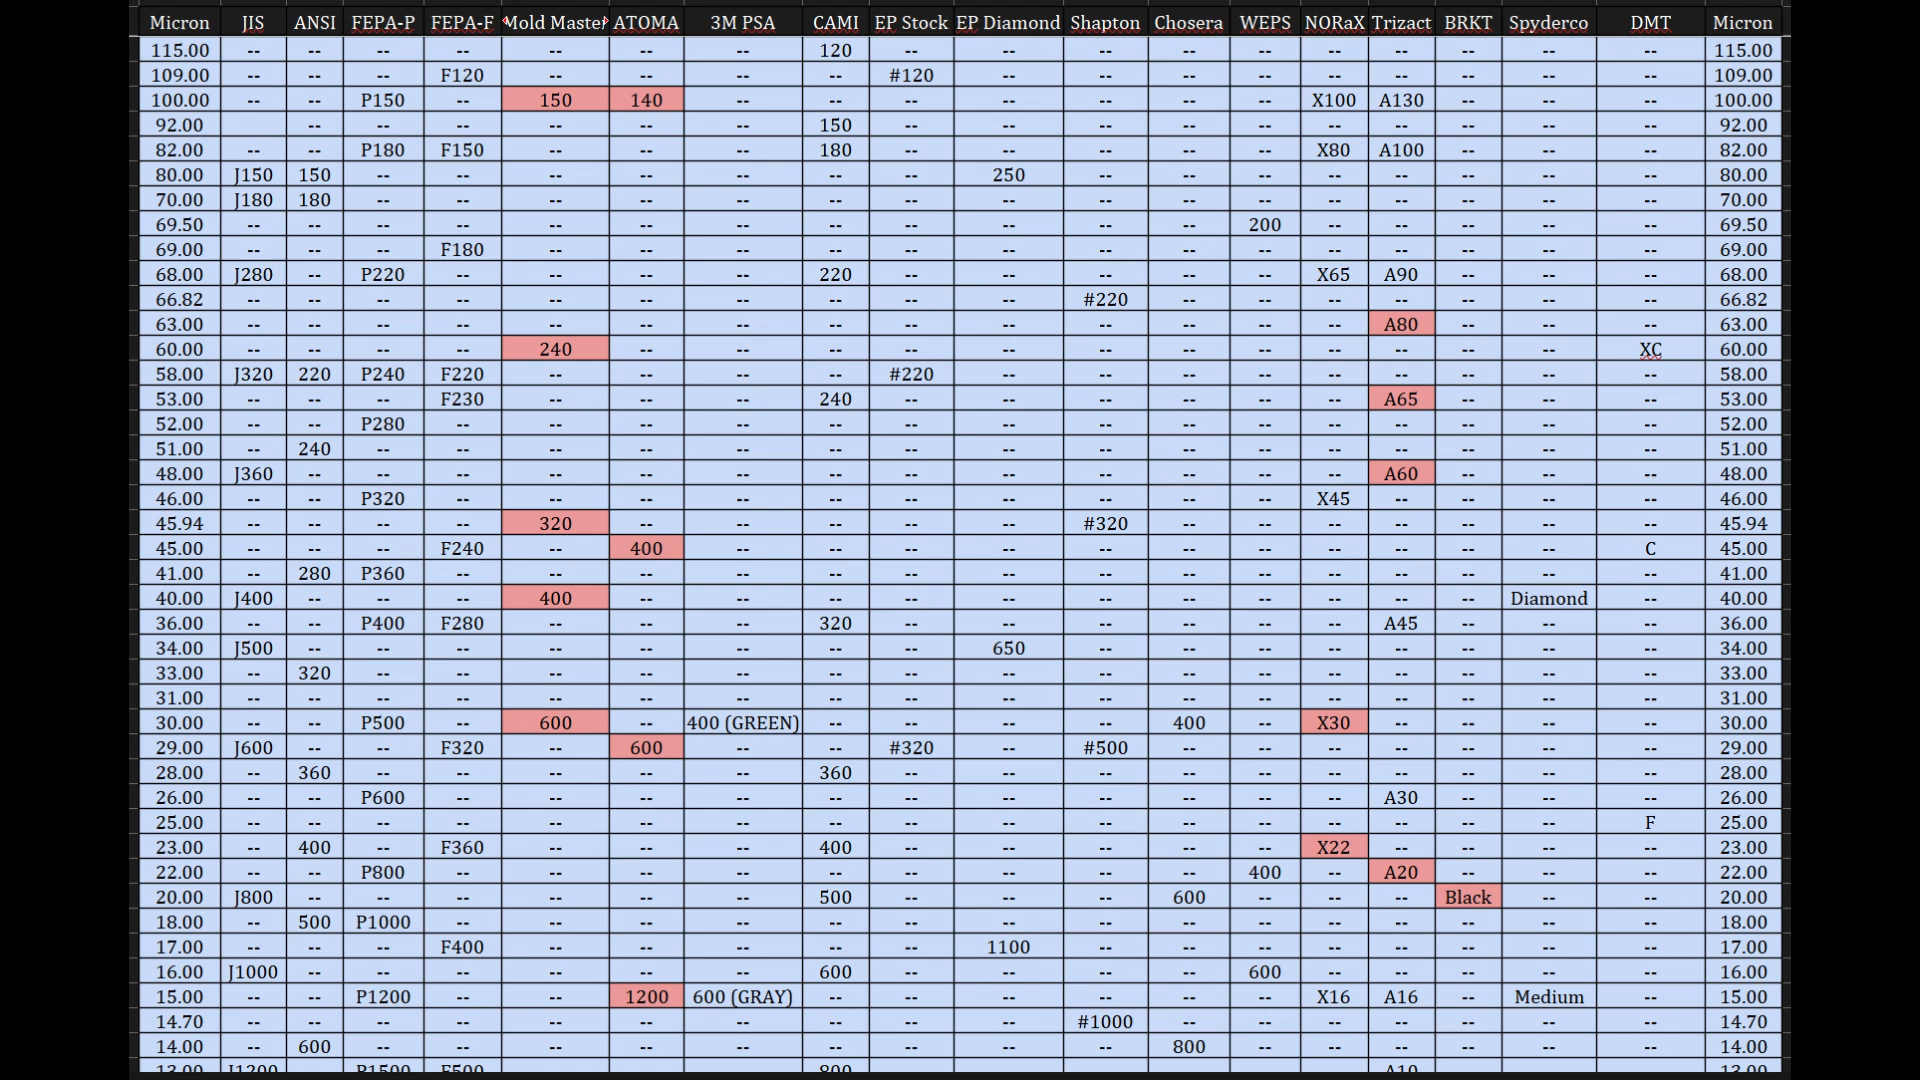 Micron JIS ANSI FEPA-P FEPA-F Mold Master ATOMA 3M PSA CAMI EP Stock EP Diamond Shapton Chosera WEPS NORaX Trizact BRKT Spyderco DMT Micron
115.00 -- -- -- -- -- -- -- 120 -- -- -- -- -- -- -- -- -- -- 115.00
109.00 -- -- -- F120 -- -- -- -- #120 -- -- -- -- -- -- -- -- -- 109.00
100.00 -- -- P150 -- 150 140 -- -- -- -- -- -- -- X100 A130 -- -- -- 100.00
92.00 -- -- -- -- -- -- 150 -- -- -- -- -- -- -- -- -- -- 92.00
82.00 -- -- P180 F150 -- -- -- 180 -- -- -- -- -- X80 A100 -- -- -- 82.00
80.00 J150 150 -- -- -- -- -- -- -- 250 -- -- -- -- -- -- -- -- 80.00
70.00 J180 180 -- -- -- -- -- -- -- -- -- -- -- -- -- -- -- -- 70.00
69.50 -- -- -- -- -- -- -- -- -- -- -- -- 200 -- -- -- -- -- 69.50
69.00 -- -- -- F180 -- -- -- -- -- -- -- -- -- -- -- -- -- -- 69.00
68.00 J280 -- P220 -- -- -- -- 220 -- -- -- -- -- X65 A90 -- -- -- 68.00
66.82 -- -- -- -- -- -- -- -- -- -- #220 -- -- -- -- -- -- -- 66.82
63.00 -- -- -- -- -- -- -- -- -- -- -- -- -- -- A80 -- -- -- 63.00
60.00 -- -- -- -- 240 -- -- -- -- -- -- -- -- -- -- -- -- XC 60.00
58.00 J320 220 P240 F220 -- -- -- -- #220 -- -- -- -- -- -- -- -- -- 58.00
53.00 -- -- -- F230 -- -- -- 240 -- -- -- -- -- -- A65 -- -- -- 53.00
52.00 -- -- P280 -- -- -- -- -- -- -- -- -- -- -- -- -- -- -- 52.00
51.00 -- 240 -- -- -- -- -- -- -- -- -- -- -- -- -- -- -- -- 51.00
48.00 J360 -- -- -- -- -- -- -- -- -- -- -- -- -- A60 -- -- -- 48.00
46.00 -- -- P320 -- -- -- -- -- -- -- -- -- -- X45 -- -- -- -- 46.00
45.94 -- -- -- -- 320 -- -- -- -- -- #320 -- -- -- -- -- -- -- 45.94
45.00 -- -- -- F240 -- 400 -- -- -- -- -- -- -- -- -- -- -- C 45.00
41.00 -- 280 P360 -- -- -- -- -- -- -- -- -- -- -- -- -- -- -- 41.00
40.00 J400 -- -- -- 400 -- -- -- -- -- -- -- -- -- -- -- Diamond -- 40.00
36.00 -- -- P400 F280 -- -- -- 320 -- -- -- -- -- -- A45 -- -- -- 36.00
34.00 J500 -- -- -- -- -- -- -- -- 650 -- -- -- -- -- -- -- -- 34.00
33.00 -- 320 -- -- -- -- -- -- -- -- -- -- -- -- -- -- -- -- 33.00
31.00 -- -- -- -- -- -- -- -- -- -- -- -- -- -- -- -- -- -- 31.00
30.00 -- -- P500 -- 600 -- 400 (GREEN) -- -- -- -- 400 -- X30 -- -- -- -- 30.00
29.00 J600 -- -- F320 -- 600 -- -- #320 -- #500 -- -- -- -- -- -- -- 29.00
28.00 -- 360 -- -- -- -- -- 360 -- -- -- -- -- -- -- -- -- -- 28.00
26.00 -- -- P600 -- -- -- -- -- -- -- -- -- -- -- A30 -- -- -- 26.00
25.00 -- -- -- -- -- -- -- -- -- -- -- -- -- -- -- -- -- F 25.00
23.00 -- 400 -- F360 -- -- -- 400 -- -- -- -- -- X22 -- -- -- -- 23.00
22.00 -- -- P800 -- -- -- -- -- -- -- -- -- 400 -- A20 -- -- -- 22.00
20.00 J800 -- -- -- -- -- -- 500 -- -- -- 600 -- -- -- Black -- -- 20.00
18.00 -- 500 P1000 -- -- -- -- -- -- -- -- -- -- -- -- -- -- -- 18.00
17.00 -- -- -- F400 -- -- -- -- -- 1100 -- -- -- -- -- -- -- -- 17.00
16.00 J1000 -- -- -- -- -- -- 600 -- -- -- -- 600 -- -- -- -- -- 16.00
15.00 -- -- P1200 -- -- 1200 600 (GRAY) -- -- -- -- -- -- X16 A16 -- Medium -- 15.00
14.70 -- -- -- -- -- -- -- -- -- -- #1000 -- -- -- -- -- -- -- 14.70
14.00 -- 600 -- -- -- -- -- -- -- -- -- 800 -- -- -- -- -- -- 14.00
13.00 J1200 P1500 F500 800 A10 13.00